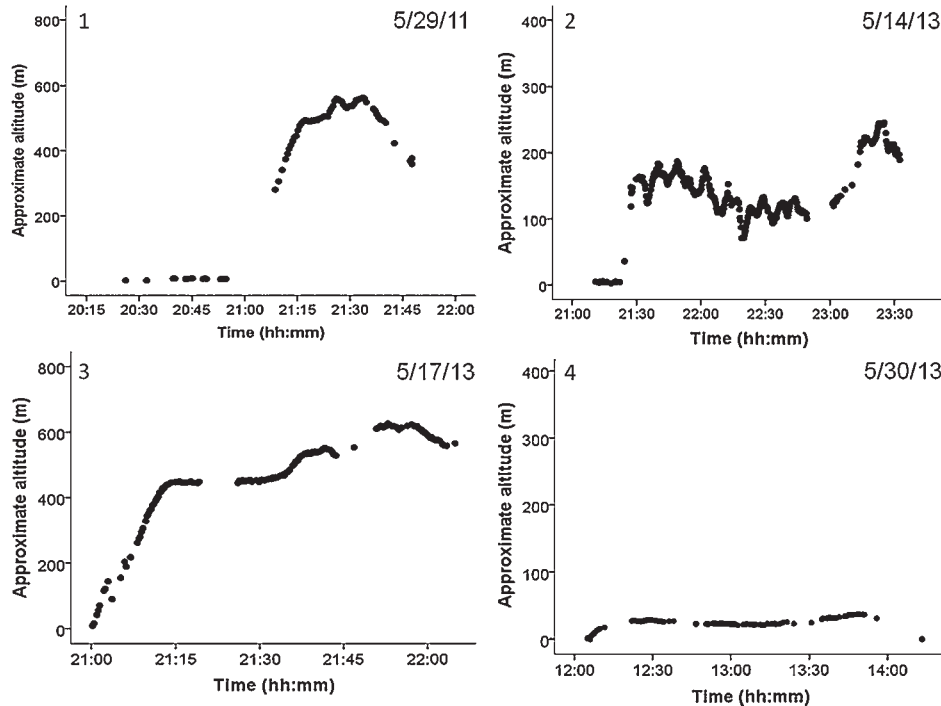 1 5/29/11
800
600
400
200
0
Approximate altitude (m)
20:15 20:30 20:45 21:00 21:15 21:30 21:45 22:00
Time (hh:mm)
2 5/14/13
400
300
200
100
0
Approximate altitude (m)
21:00 21:30 22:00 22:30 23:00 23:30
Time (hh:mm)
3 5/17/13
800
600
400
200
0
Approximate altitude (m)
21:00 21:15 21:30 21:45 22:00
Time (hh:mm)
4 5/30/13
400
300
200
100
0
Approximate altitude (m)
12:00 12:30 13:00 13:30 14:00
Time (hh:mm)